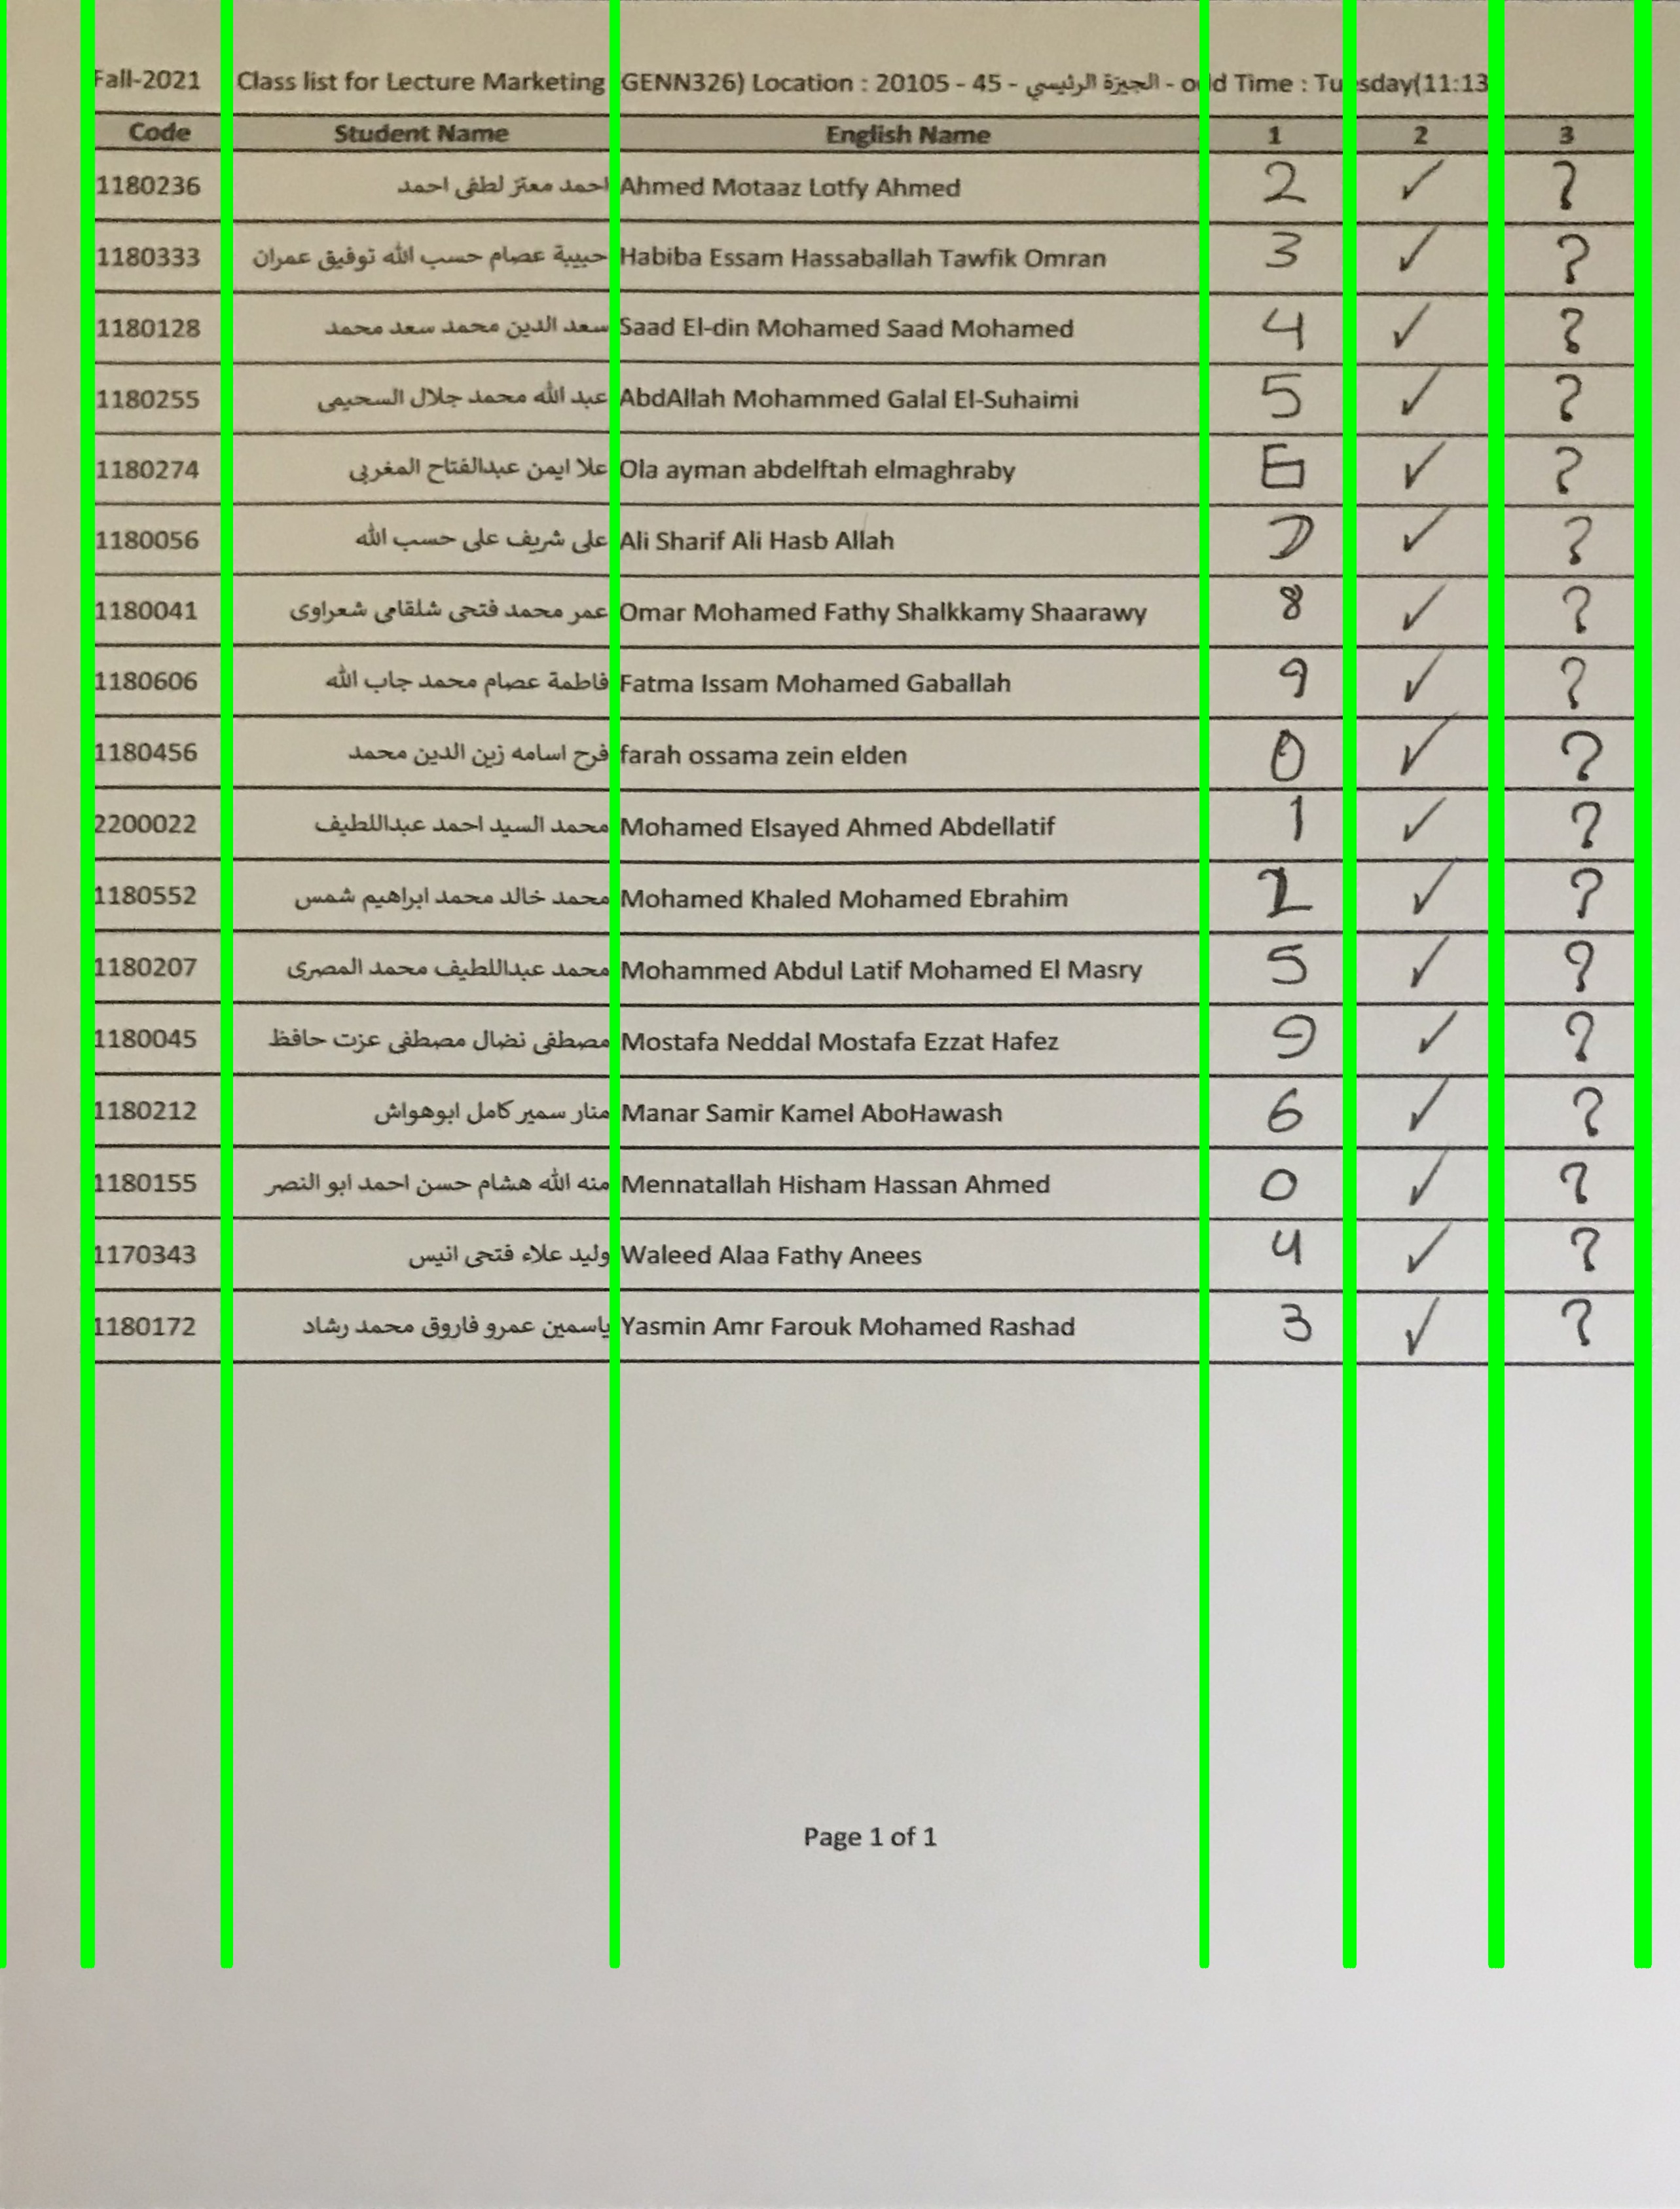 Fall-2021 Class list for Lecture Marketing GENN326) Location : 20105 - 45 - الجيزة الرئيسي - Time : Tuesday(11:13
Code Student Name English Name 1 2 3
1180236 احمد معتز لطفى احمد Ahmed Motaaz Lotfy Ahmed 2 ✓ ?
1180333 حبيبة عصام حسب الله توفيق عمران Habiba Essam Hassaballah Tawfik Omran 3 ✓ ?
1180128 سعد الدين محمد سعد محمد Saad El-din Mohamed Saad Mohamed 4 ✓ ?
1180255 عبد الله محمد جلال السحيمى AbdAllah Mohammed Galal El-Suhaimi 5 ✓ ?
1180274 علا ايمن عبدالفتاح المغربى Ola ayman abdelftah elmaghraby 6 ✓ ?
1180056 على شريف على حسب الله Ali Sharif Ali Hasb Allah 7 ✓ ?
1180041 عمر محمد فتحى شلقامى شعراوى Omar Mohamed Fathy Shalkkamy Shaarawy 8 ✓ ?
1180606 فاطمة عصام محمد جاب الله Fatma Issam Mohamed Gaballah 9 ✓ ?
1180456 فرح اسامه زين الدين محمد farah ossama zein elden 0 ✓ ?
2200022 محمد السيد احمد عبداللطيف Mohamed Elsayed Ahmed Abdellatif 1 ✓ ?
1180552 محمد خالد محمد ابراهيم شمس Mohamed Khaled Mohamed Ebrahim 2 ✓ ?
1180207 محمد عبداللطيف محمد المصرى Mohammed Abdul Latif Mohamed El Masry 5 ✓ ?
1180045 مصطفى نضال مصطفى عزت حافظ Mostafa Neddal Mostafa Ezzat Hafez 9 ✓ ?
1180212 منار سمير كامل ابوهواش Manar Samir Kamel AboHawash 6 ✓ ?
1180155 منه الله هشام حسن احمد ابو النصر Mennatallah Hisham Hassan Ahmed 0 ✓ ?
1170343 وليد علاء فتحى انيس Waleed Alaa Fathy Anees 4 ✓ ?
1180172 ياسمين عمرو فاروق محمد رشاد Yasmin Amr Farouk Mohamed Rashad 3 ✓ ?
Page 1 of 1